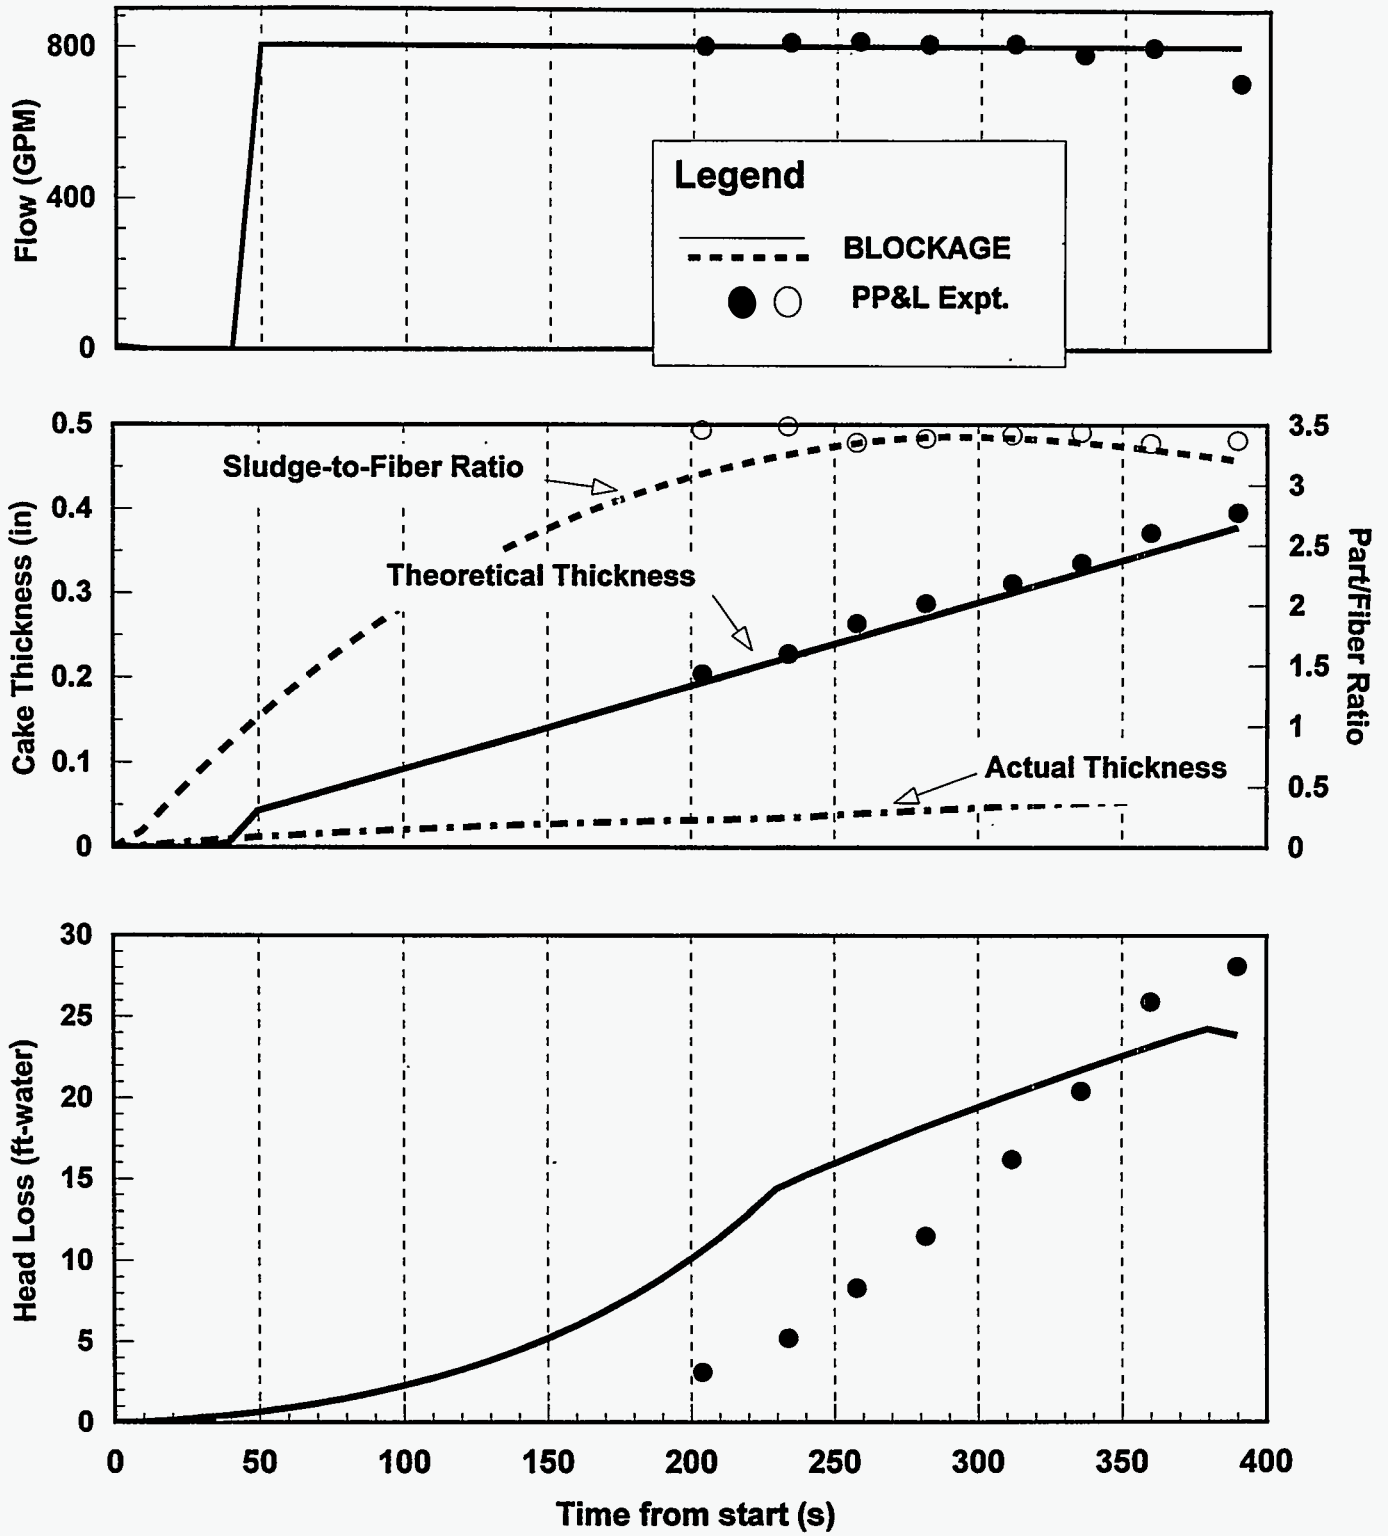 800
400
0
Flow (GPM)
Legend
BLOCKAGE
PP&L Expt.
0.5
0.4
0.3
0.2
0.1
0
Cake Thickness (in)
Sludge-to-Fiber Ratio
Theoretical Thickness
Actual Thickness
3.5
3
2.5
2
1.5
1
0.5
0
Part/Fiber Ratio
30
25
20
15
10
5
0
Head Loss (ft-water)
0 50 100 150 200 250 300 350 400
Time from start (s)